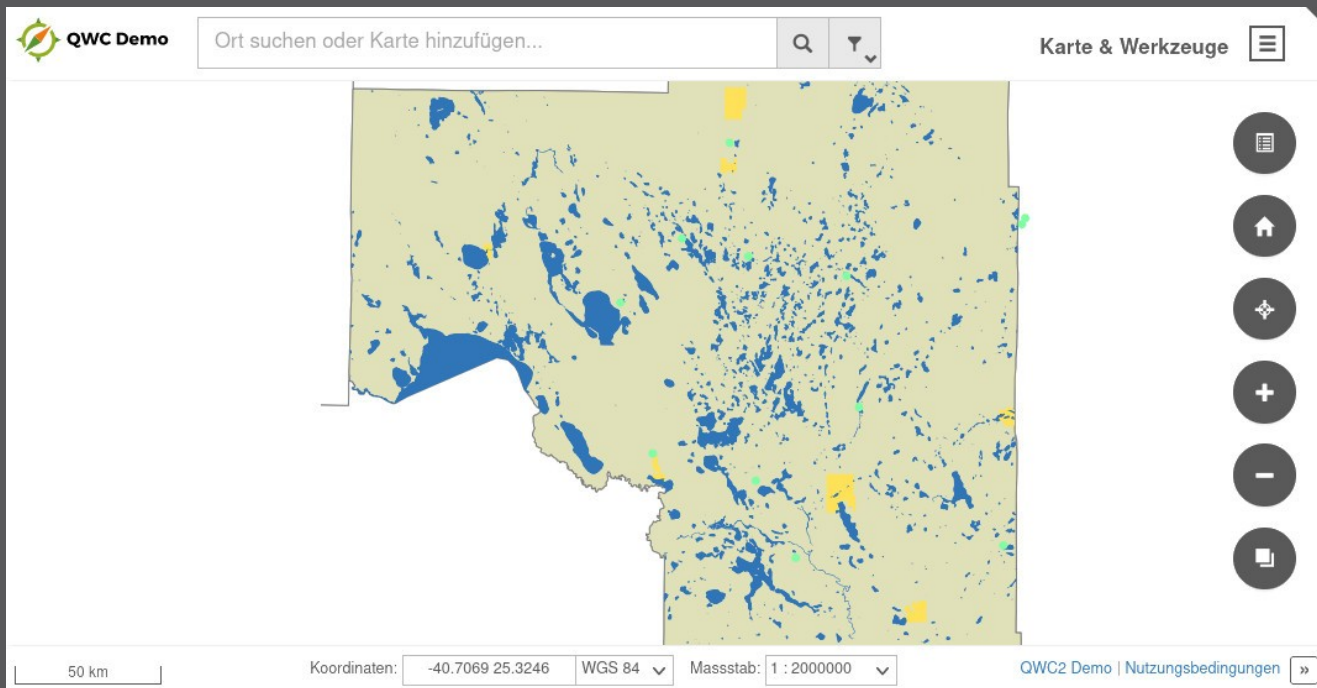 QWC Demo
Ort suchen oder Karte hinzufügen...
Karte & Werkzeuge
50 km
Koordinaten:
-40.7069 25.3246
WGS 84
Massstab:
1 : 2000000
QWC2 Demo | Nutzungsbedingungen
»